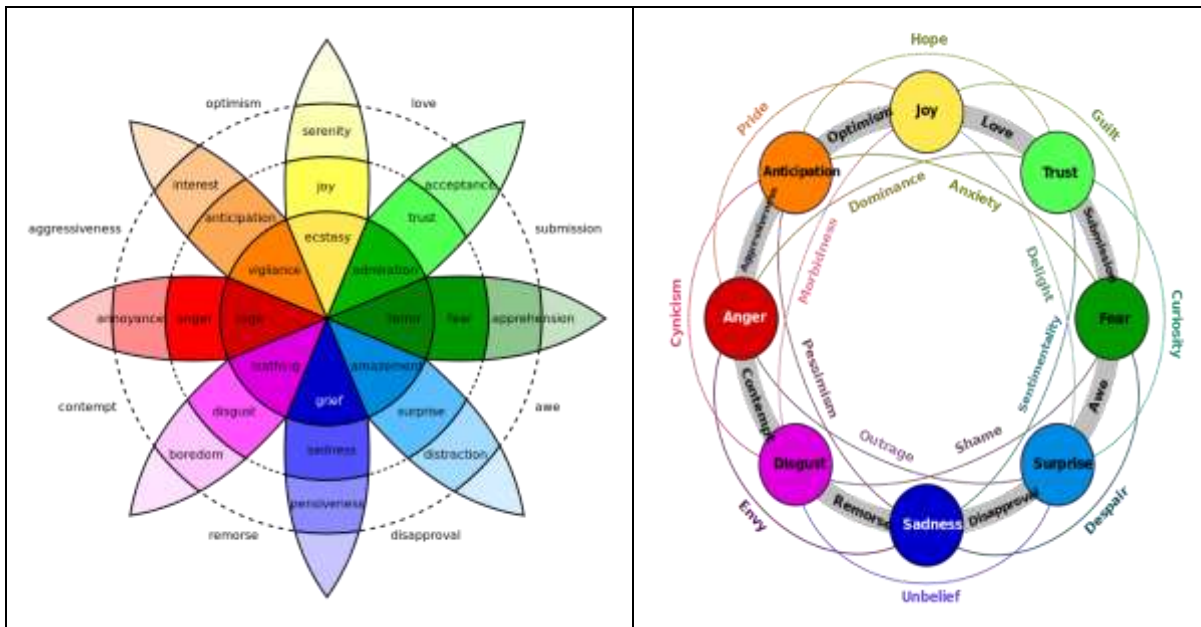 optimism
love
serenity
interest
acceptance
joy
anticipation
trust
aggressiveness
submission
ecstasy
vigilance
admiration
annoyance
anger
rage
terror
fear
apprehension
loathing
amazement
contempt
grief
awe
disgust
surprise
boredom
sadness
distraction
pensiveness
remorse
disapproval
Hope
Pride
Guilt
Joy
Optimism
Love
Anticipation
Trust
Dominance
Anxiety
Aggressiveness
Submission
Morbidness
Delight
Cynicism
Anger
Fear
Curiosity
Pessimism
Sentimentality
Contempt
Awe
Outrage
Shame
Disgust
Surprise
Envy
Remorse
Sadness
Disapproval
Despair
Unbelief